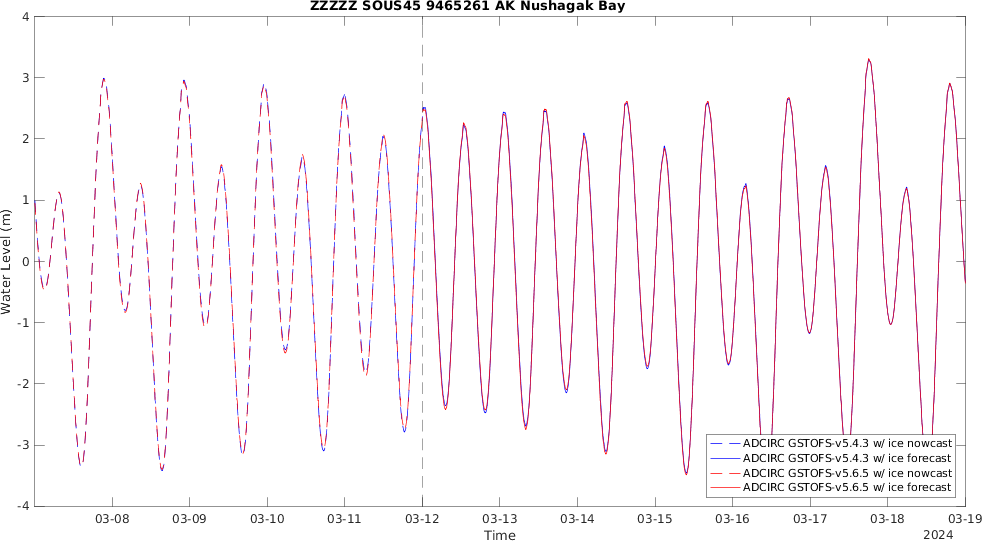 ZZZZZ SOUS45 9465261 AK Nushagak Bay
4
3
2
1
0
-1
-2
-3
-4
Water Level (m)
ADCIRC GSTOFS-v5.4.3 w/ ice nowcast
ADCIRC GSTOFS-v5.4.3 w/ ice forecast
ADCIRC GSTOFS-v5.6.5 w/ ice nowcast
ADCIRC GSTOFS-v5.6.5 w/ ice forecast
03-08 03-09 03-10 03-11 03-12 03-13 03-14 03-15 03-16 03-17 03-18 03-19
Time
2024